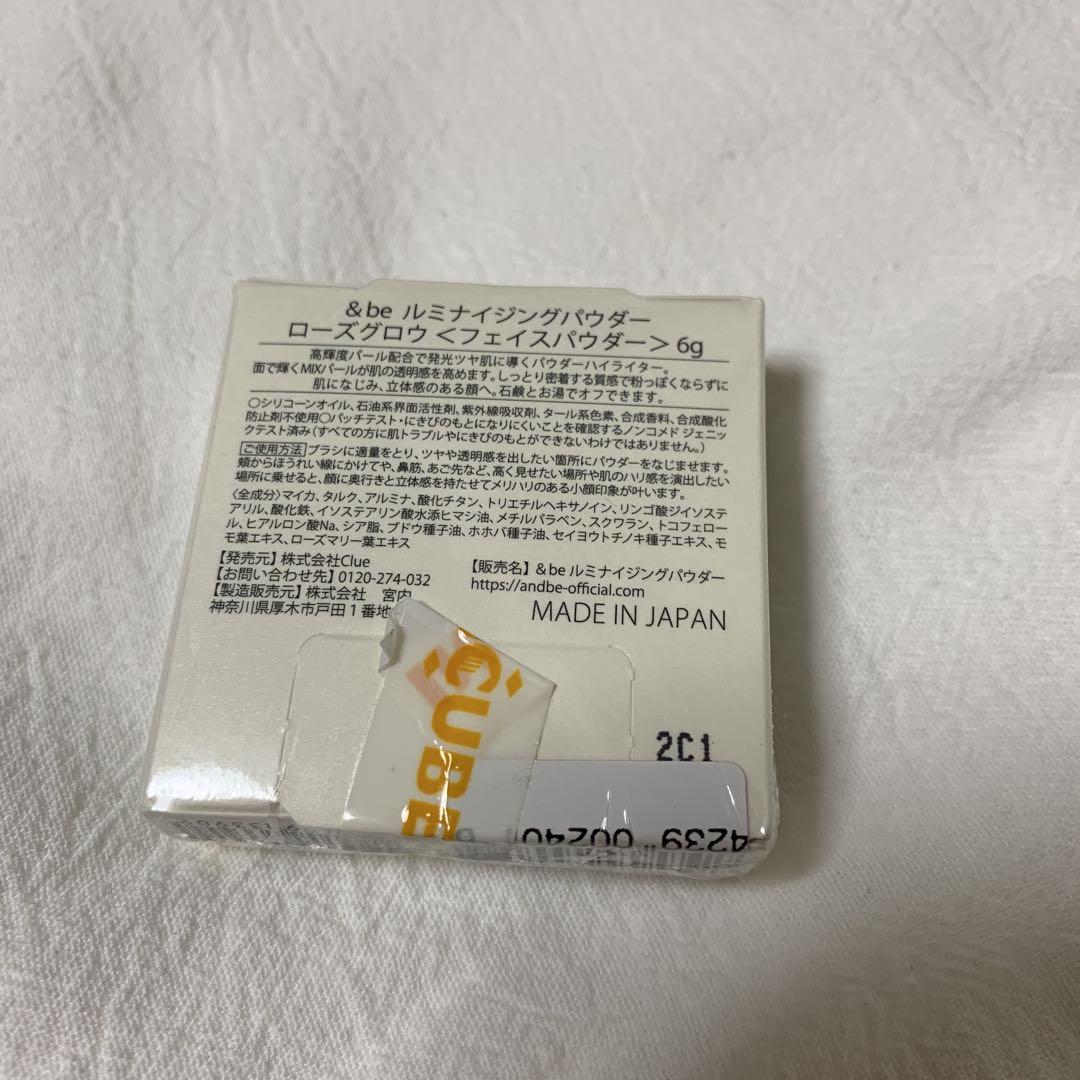 &be ルミナイジングパウダー
ローズグロウ <フェイスパウダー> 6g
高輝度パール配合で発光ツヤ肌に導くパウダーハイライター。
面で輝くMIXパールが肌の透明感を高めます。しっとり密着する質感で粉っぽくならずに
肌になじみ、立体感のある顔へ。石鹸とお湯でオフできます。
○シリコーンオイル、石油系界面活性剤、紫外線吸収剤、タール系色素、合成香料、合成酸化
防止剤不使用○パッチテスト・にきびのもとになりにくいことを確認するノンコメド ジェニッ
クテスト済み(すべての方に肌トラブルやにきびのもとができないわけではありません。)
ご使用方法 ブラシに適量をとり、ツヤや透明感を出したい箇所にパウダーをなじませます。
頬からほうれい線にかけてや、鼻筋、あご先など、高く見せたい場所や肌のハリ感を演出したい
場所に乗せると、顔に奥行きと立体感を持たせてメリハリのある小顔印象が叶います。
〈全成分〉マイカ、タルク、アルミナ、酸化チタン、トリエチルヘキサノイン、リンゴ酸ジイソステ
アリル、酸化鉄、イソステアリン酸水添ヒマシ油、メチルパラベン、スクワラン、トコフェロー
ル、ヒアルロン酸Na、シア脂、ブドウ種子油、ホホバ種子油、セイヨウトチノキ種子エキス、モ
モ葉エキス、ローズマリー葉エキス
【発売元】株式会社Clue
【お問い合わせ先】0120-274-032
【製造販売元】株式会社 宮内
神奈川県厚木市戸田1番地
【販売名】&be ルミナイジングパウダー
https://andbe-official.com
MADE IN JAPAN
CUBE
2C1
4239 00240